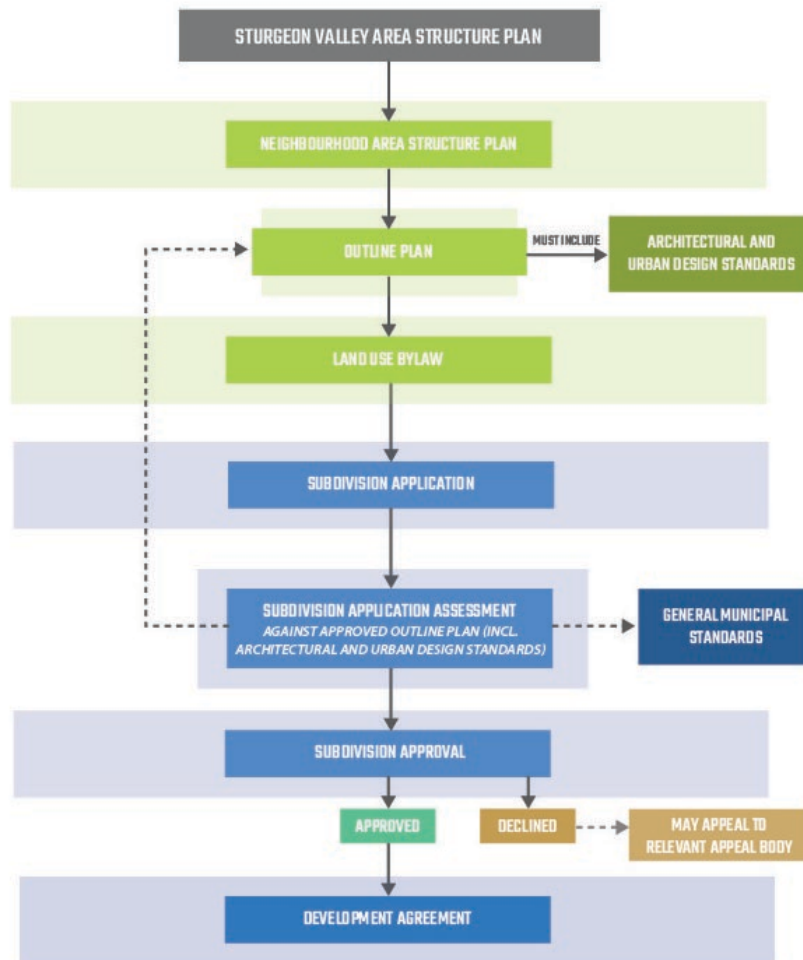 STURGEON VALLEY AREA STRUCTURE PLAN
NEIGHBOURHOOD AREA STRUCTURE PLAN
OUTLINE PLAN
MUST INCLUDE
ARCHITECTURAL AND
URBAN DESIGN STANDARDS
LAND USE BYLAW
SUBDIVISION APPLICATION
SUBDIVISION APPLICATION ASSESSMENT
AGAINST APPROVED OUTLINE PLAN (INCL.
ARCHITECTURAL AND URBAN DESIGN STANDARDS)
GENERAL MUNICIPAL
STANDARDS
SUBDIVISION APPROVAL
APPROVED
DECLINED
MAY APPEAL TO
RELEVANT APPEAL BODY
DEVELOPMENT AGREEMENT